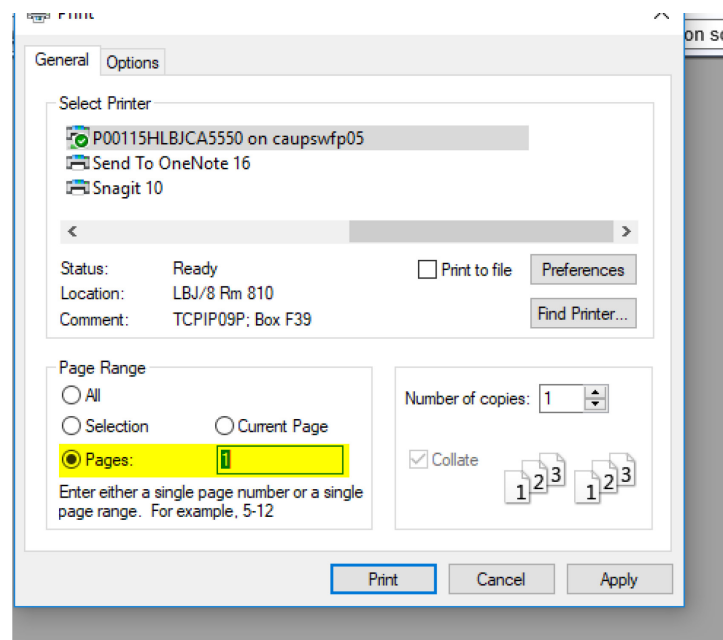 Print
on sc
General Options
Select Printer
P00115HLBJCA5550 on caupswfp05
Send To OneNote 16
Snagit 10
Status: Ready
Print to file
Preferences
Location: LBJ/8 Rm 810
Comment: TCPIP09P; Box F39
Find Printer...
Page Range
All
Selection
Current Page
Pages: 1
Enter either a single page number or a single
page range. For example, 5-12
Number of copies: 1
Collate
1 2 3 1 2 3
Print Cancel Apply